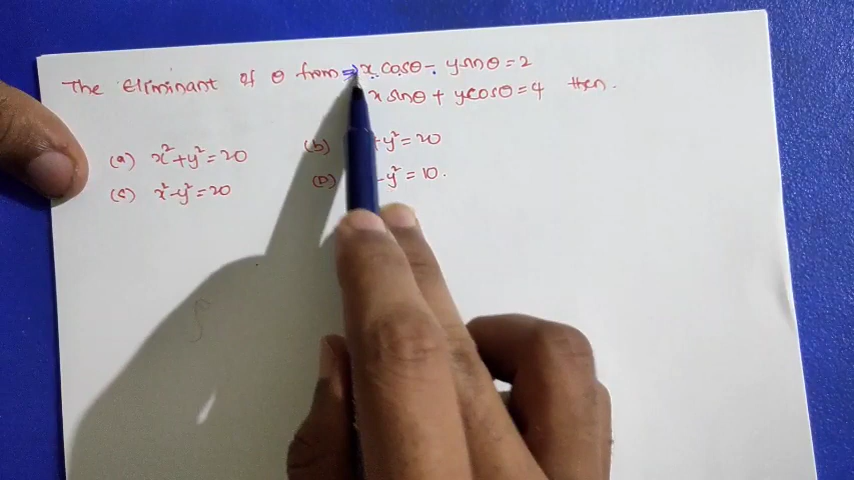 The Eliminant of θ from ⇒ x cosθ - y sinθ = 2
x sinθ + y cosθ = 4 then.
(a) x²+y² = 20 (b) +y² = 20
(c) x²-y² = 20 (D) -y² = 10.